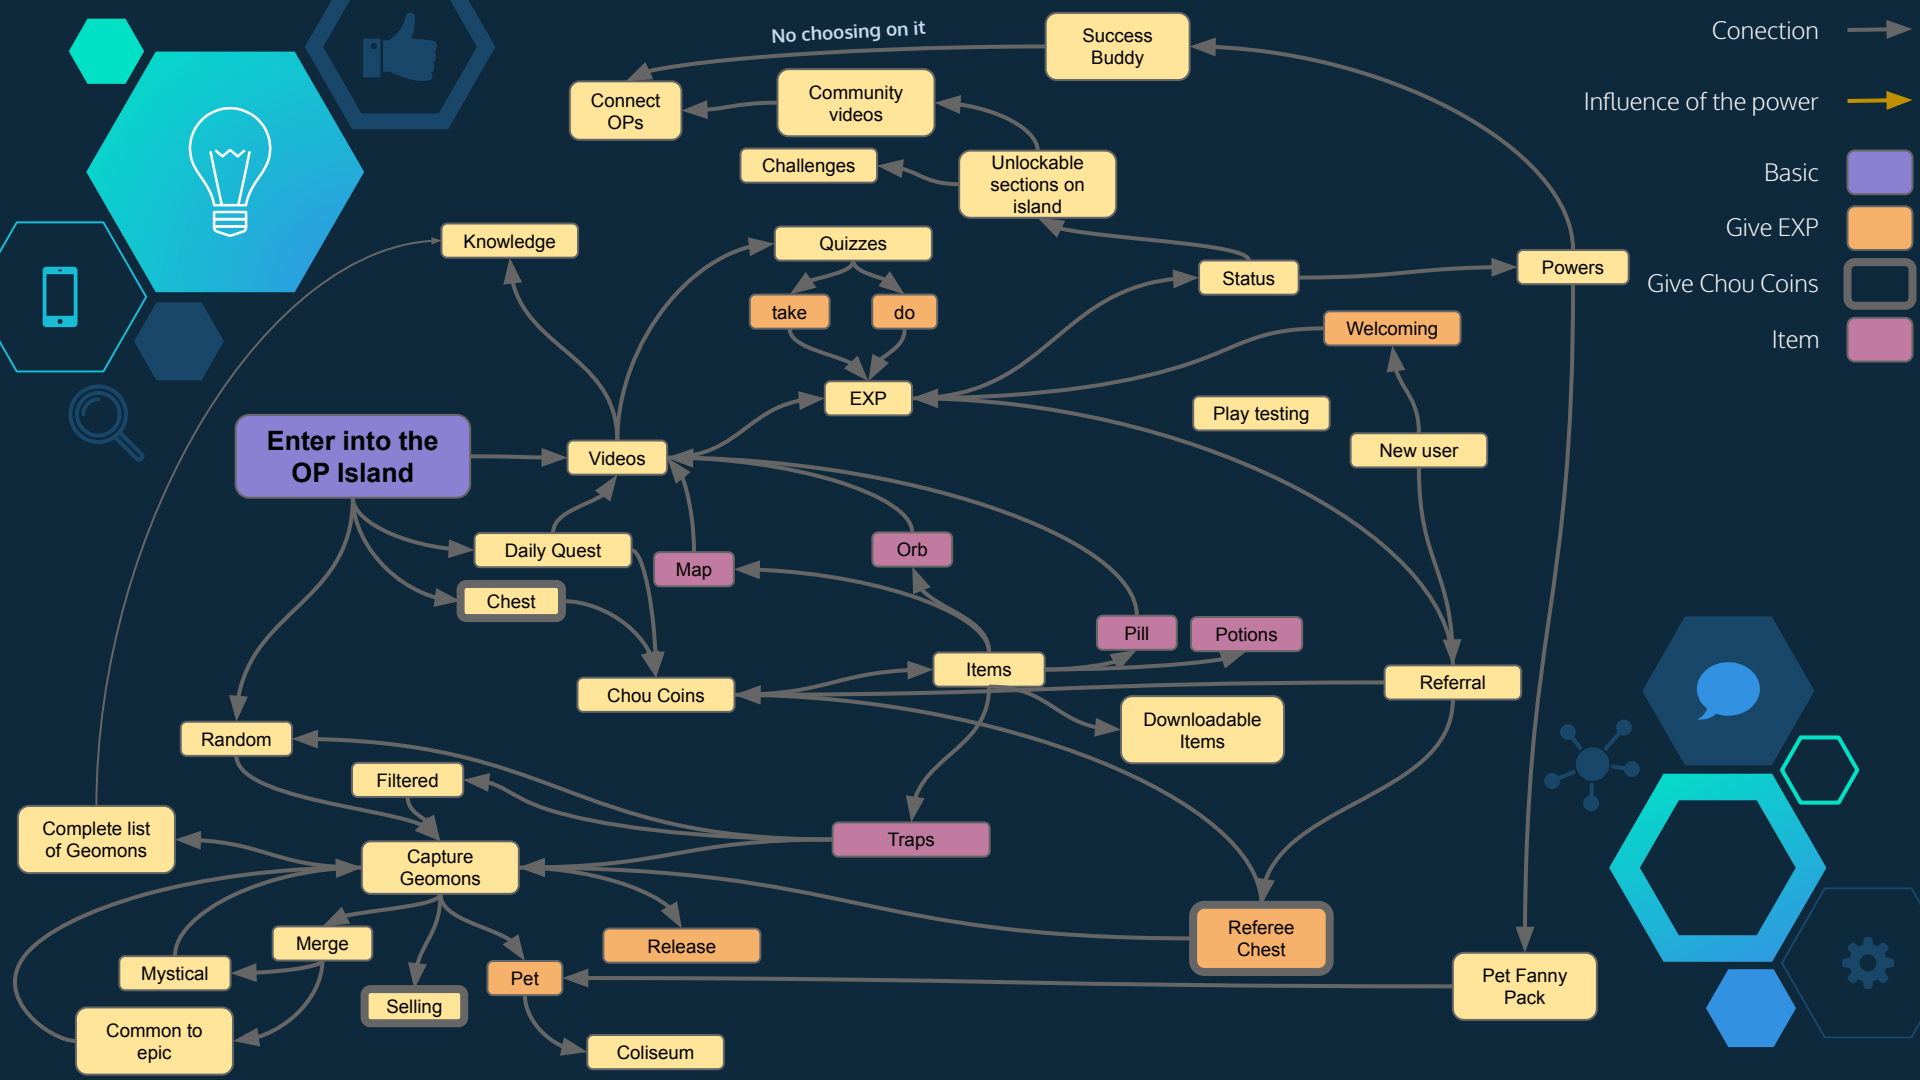 No choosing on it
Success
Buddy
Conection
Connect
OPs
Community
videos
Influence of the power
Challenges
Unlockable
sections on
island
Basic
Knowledge
Quizzes
Give EXP
Status
Powers
Give Chou Coins
take
do
Welcoming
Item
EXP
Play testing
Enter into the
OP Island
Videos
New user
Daily Quest
Map
Orb
Chest
Pill
Potions
Items
Referral
Chou Coins
Downloadable
Items
Random
Filtered
Complete list
of Geomons
Capture
Geomons
Traps
Merge
Release
Referee
Chest
Mystical
Pet
Pet Fanny
Pack
Selling
Common to
epic
Coliseum